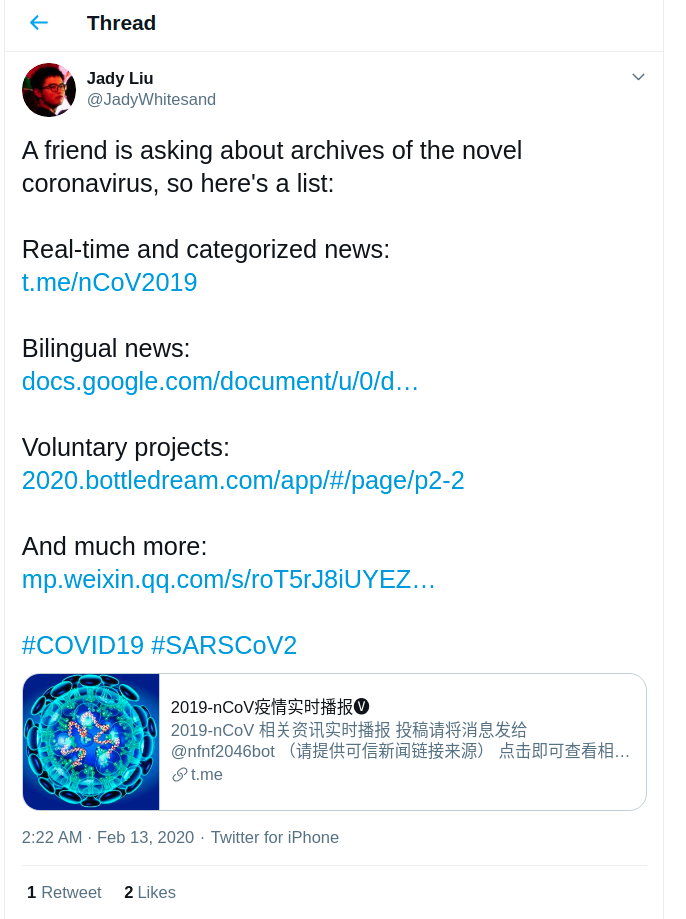 Thread
Jady Liu
@JadyWhitesand
A friend is asking about archives of the novel
coronavirus, so here's a list:
Real-time and categorized news:
t.me/nCoV2019
Bilingual news:
docs.google.com/document/u/0/d…
Voluntary projects:
2020.bottledream.com/app/#/page/p2-2
And much more:
mp.weixin.qq.com/s/roT5rJ8iUYEZ…
#COVID19 #SARSCoV2
2019-nCoV疫情实时播报🅥
2019-nCoV 相关资讯实时播报 投稿请将消息发给
@nfnf2046bot （请提供可信新闻链接来源） 点击即可查看相…
t.me
2:22 AM · Feb 13, 2020 · Twitter for iPhone
1 Retweet 2 Likes